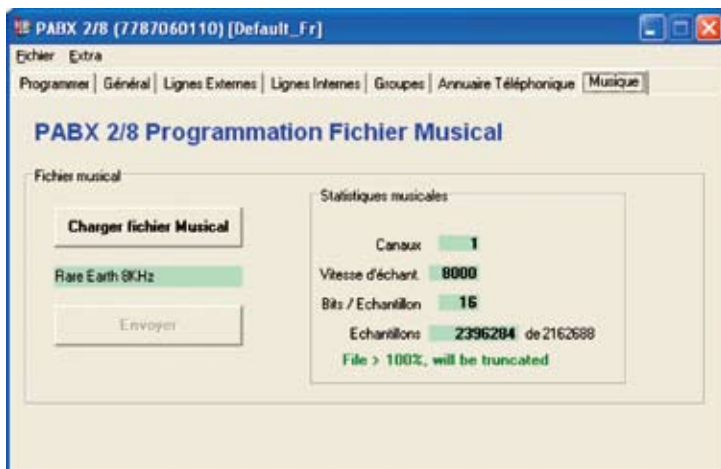 PABX 2/8 (7787060110) [Default_Fr]
Fichier Extra
Programmer Général Lignes Externes Lignes Internes Groupes Annuaire Téléphonique Musique
PABX 2/8 Programmation Fichier Musical
Fichier musical
Statistiques musicales
Charger fichier Musical
Canaux 1
Rare Earth 8KHz
Vitesse d'échant. 8000
Bits / Echantillon 16
Envoyer
Echantillons 2396284 de 2162688
File > 100%, will be truncated